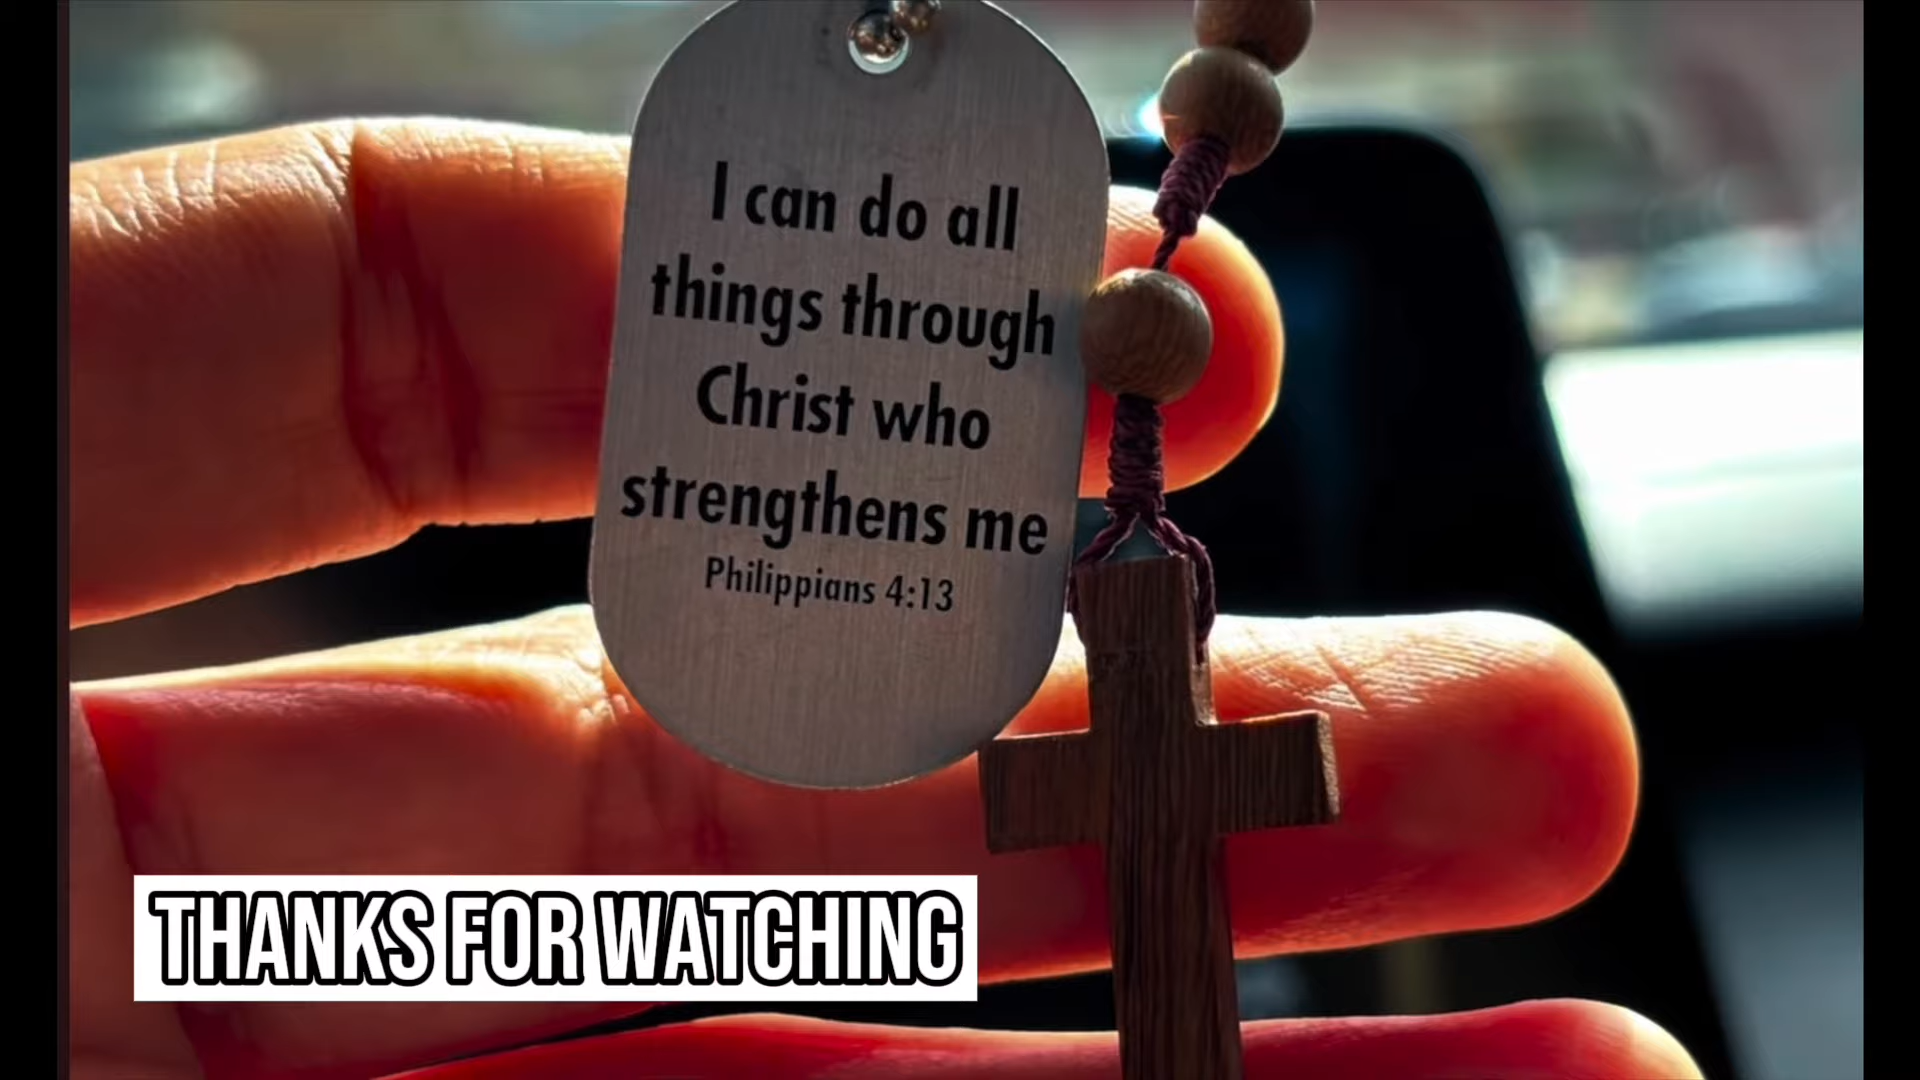 I can do all
things through
Christ who
strengthens me
Philippians 4:13
THANKS FOR WATCHING